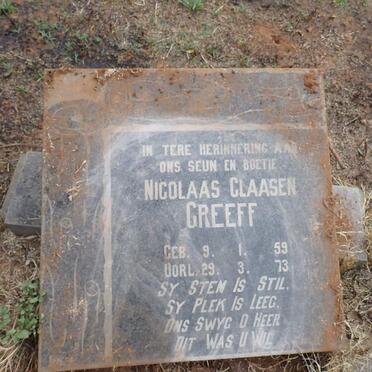 IN TERE HERINNERING AAN
ONS SEUN EN BOETIE
NICOLAAS CLAASEN
GREEFF
GEB. 9. 1. 59
OORL. 29. 3. 73
SY STEM IS STIL.
SY PLEK IS LEEG.
ONS SWYG O HEER
DIT WAS U WIL